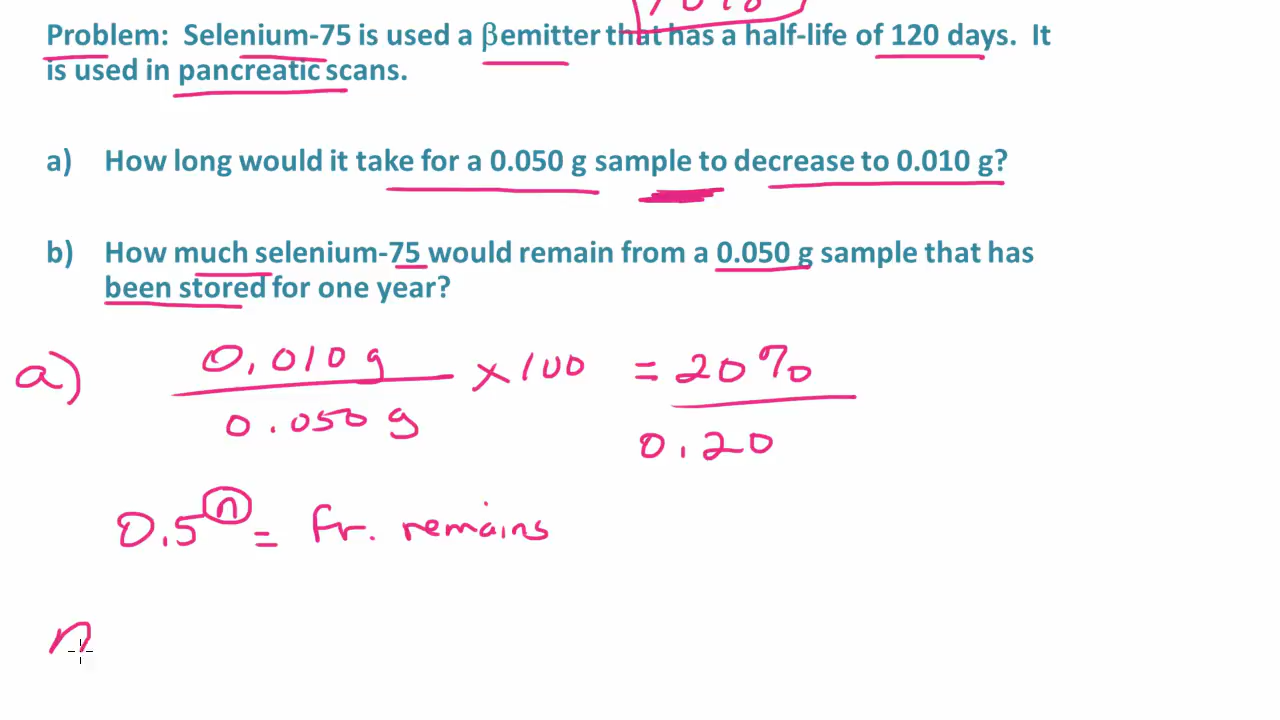 Problem: Selenium-75 is used a β emitter that has a half-life of 120 days. It
is used in pancreatic scans.
a) How long would it take for a 0.050 g sample to decrease to 0.010 g?
b) How much selenium-75 would remain from a 0.050 g sample that has
been stored for one year?
a) 0.010 g × 100 = 20%
0.050 g 0.20
0.5ⁿ = Fr. remains
n